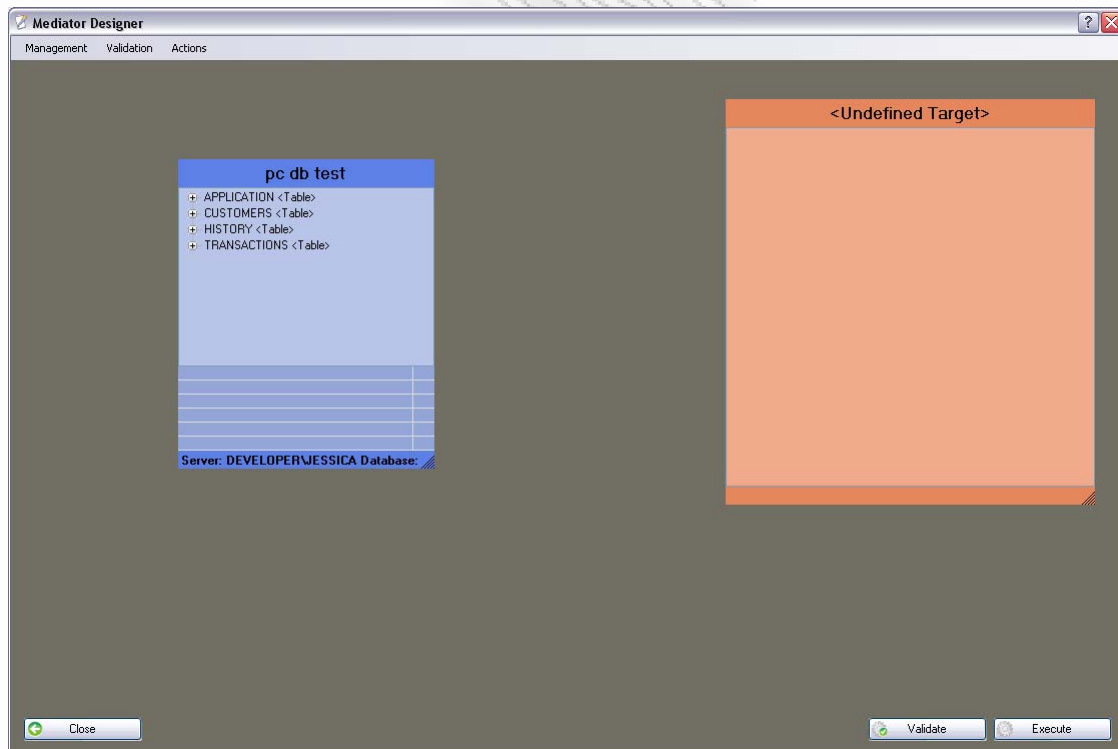 Mediator Designer
Management Validation Actions
<Undefined Target>
pc db test
APPLICATION <Table>
CUSTOMERS <Table>
HISTORY <Table>
TRANSACTIONS <Table>
Server: DEVELOPER\JESSICA Database:
Close Validate Execute